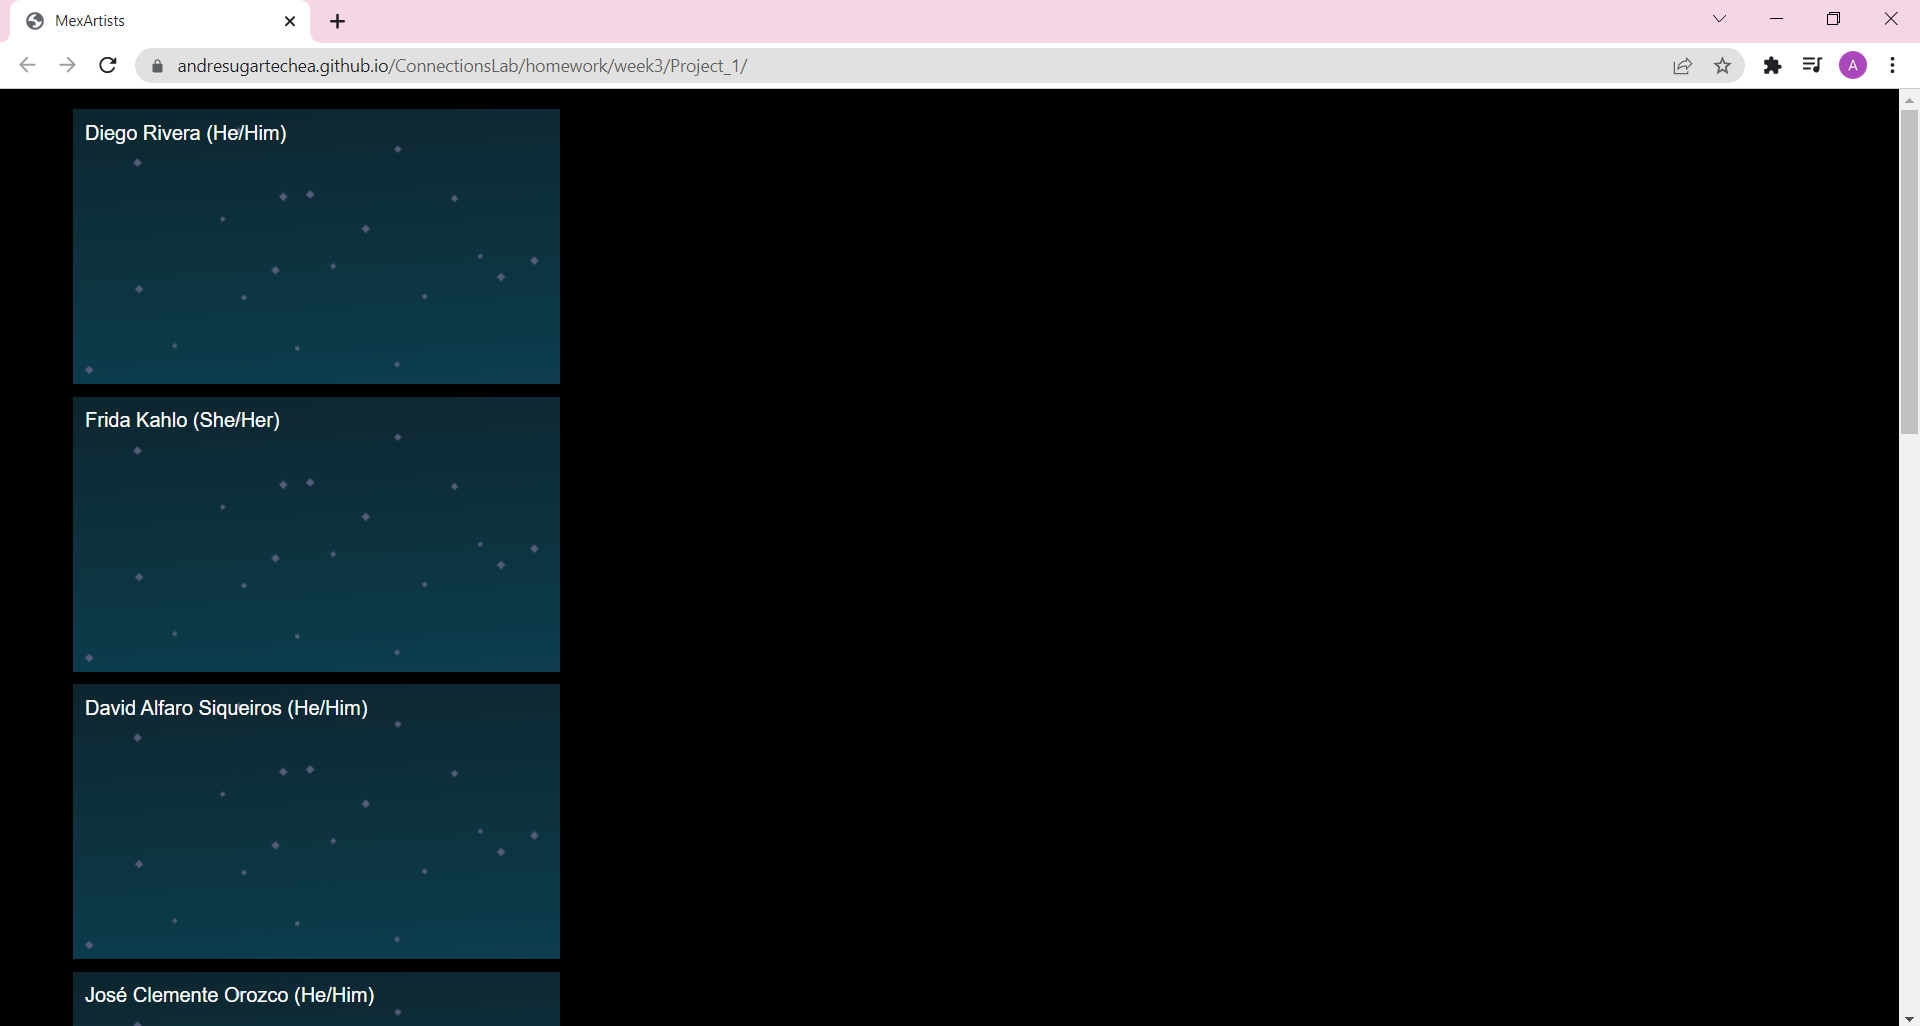 MexArtists
andresugartechea.github.io/ConnectionsLab/homework/week3/Project_1/
A
Diego Rivera (He/Him)
Frida Kahlo (She/Her)
David Alfaro Siqueiros (He/Him)
José Clemente Orozco (He/Him)